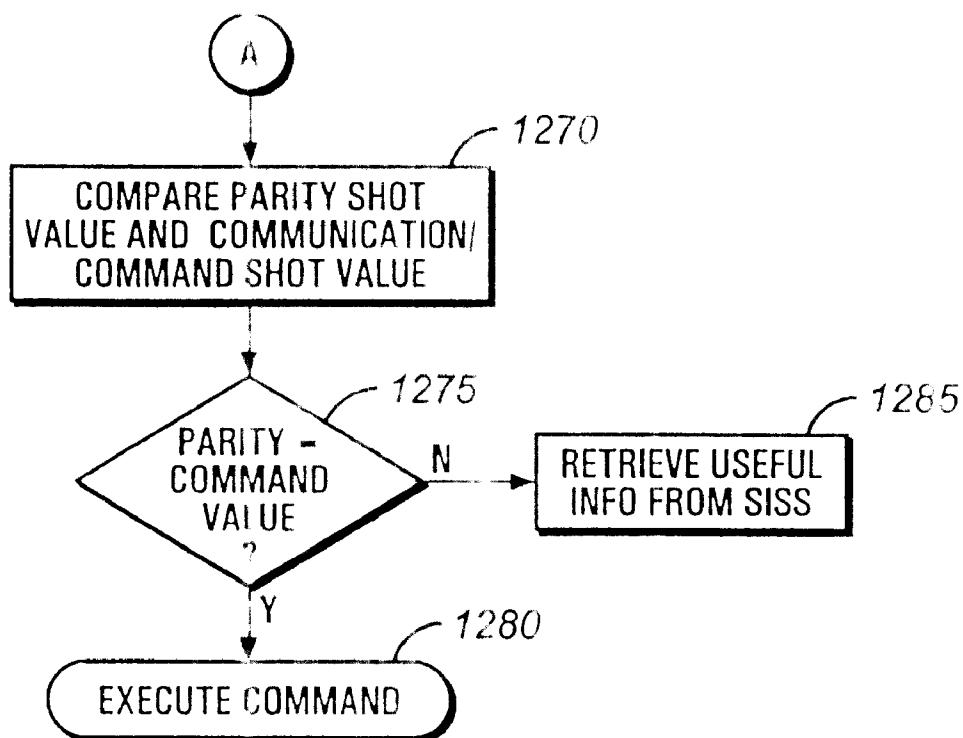 A
1270
COMPARE PARITY SHOT
VALUE AND COMMUNICATION/
COMMAND SHOT VALUE
1275
PARITY =
COMMAND
VALUE
?
N
1285
RETRIEVE USEFUL
INFO FROM SISS
Y
1280
EXECUTE COMMAND